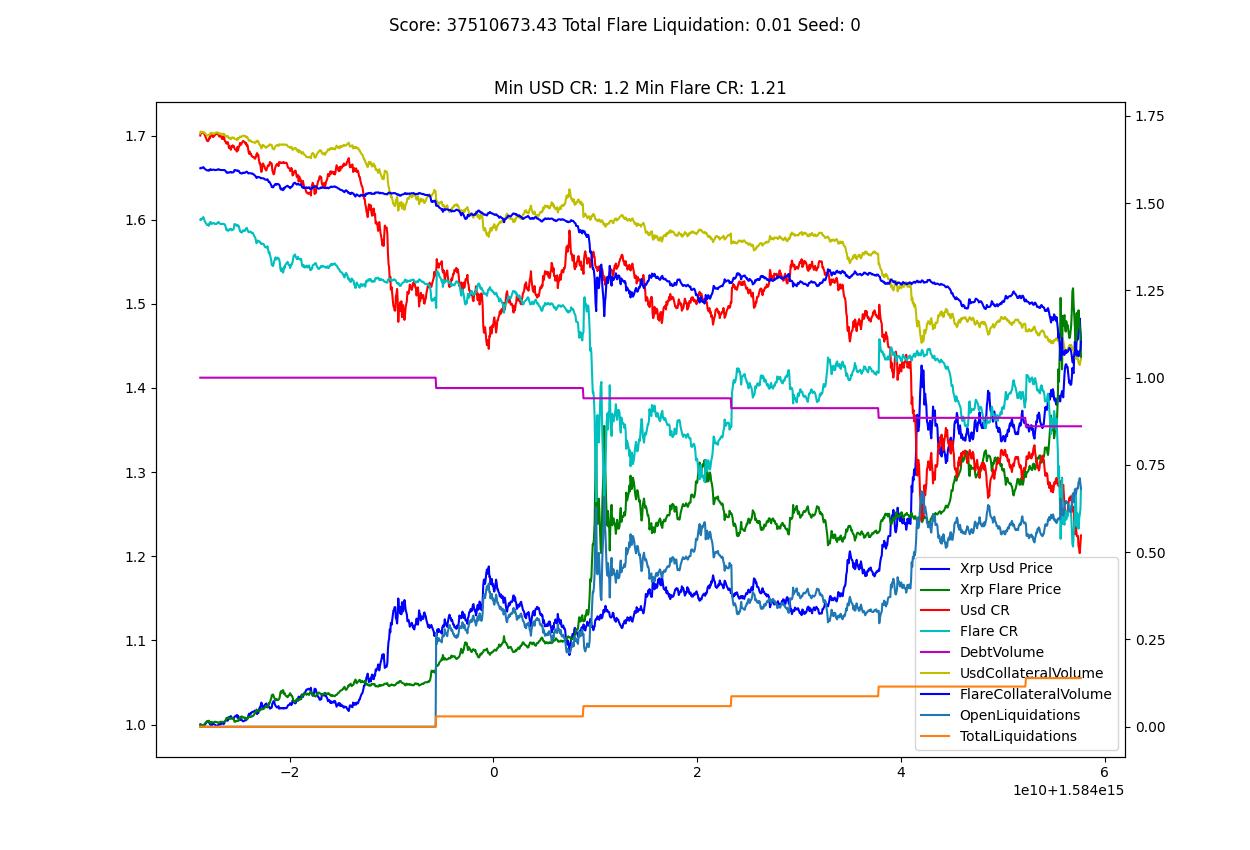 Score: 37510673.43 Total Flare Liquidation: 0.01 Seed: 0
Min USD CR: 1.2 Min Flare CR: 1.21
1.7
1.6
1.5
1.4
1.3
1.2
1.1
1.0
1.75
1.50
1.25
1.00
0.75
0.50
0.25
0.00
Xrp Usd Price
Xrp Flare Price
Usd CR
Flare CR
DebtVolume
UsdCollateralVolume
FlareCollateralVolume
OpenLiquidations
TotalLiquidations
−2 0 2 4 6
1e10+1.584e15